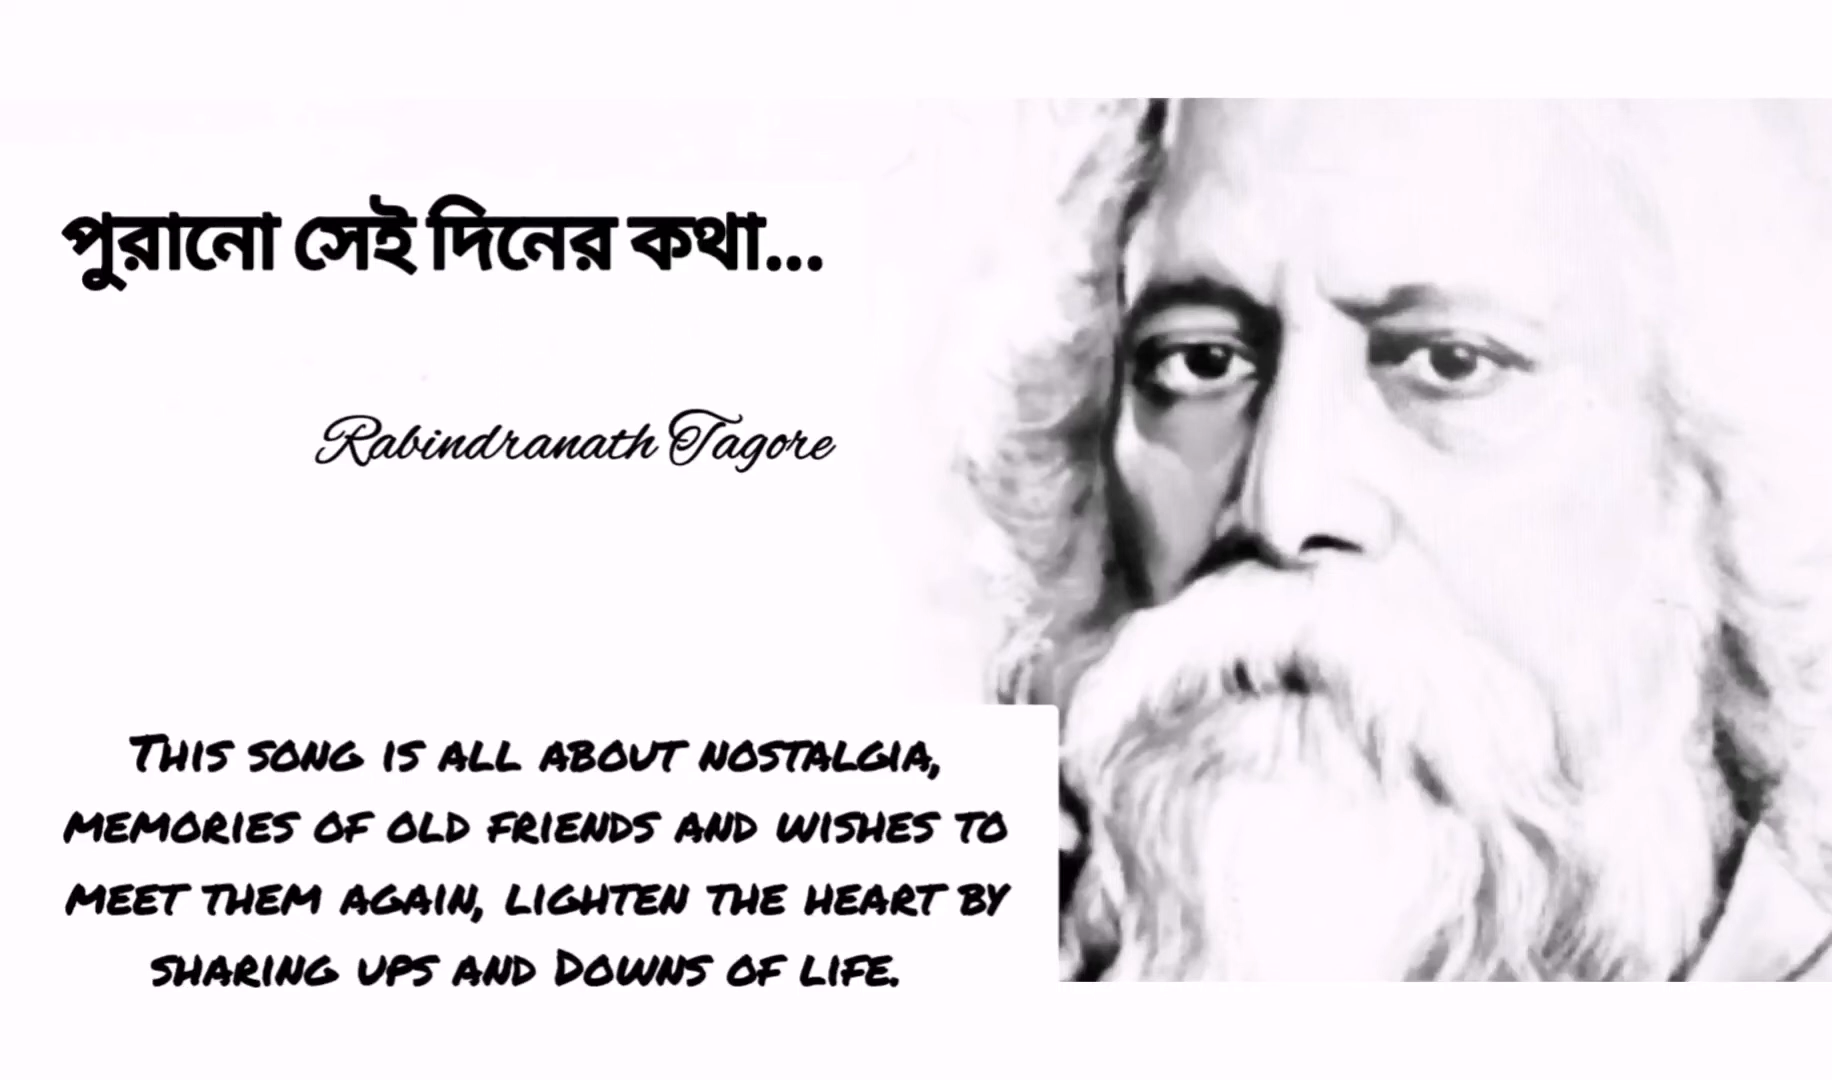 পুরানো সেই দিনের কথা...
Rabindranath Tagore
This song is all about nostalgia,
memories of old friends and wishes to
meet them again, lighten the heart by
sharing ups and Downs of life.